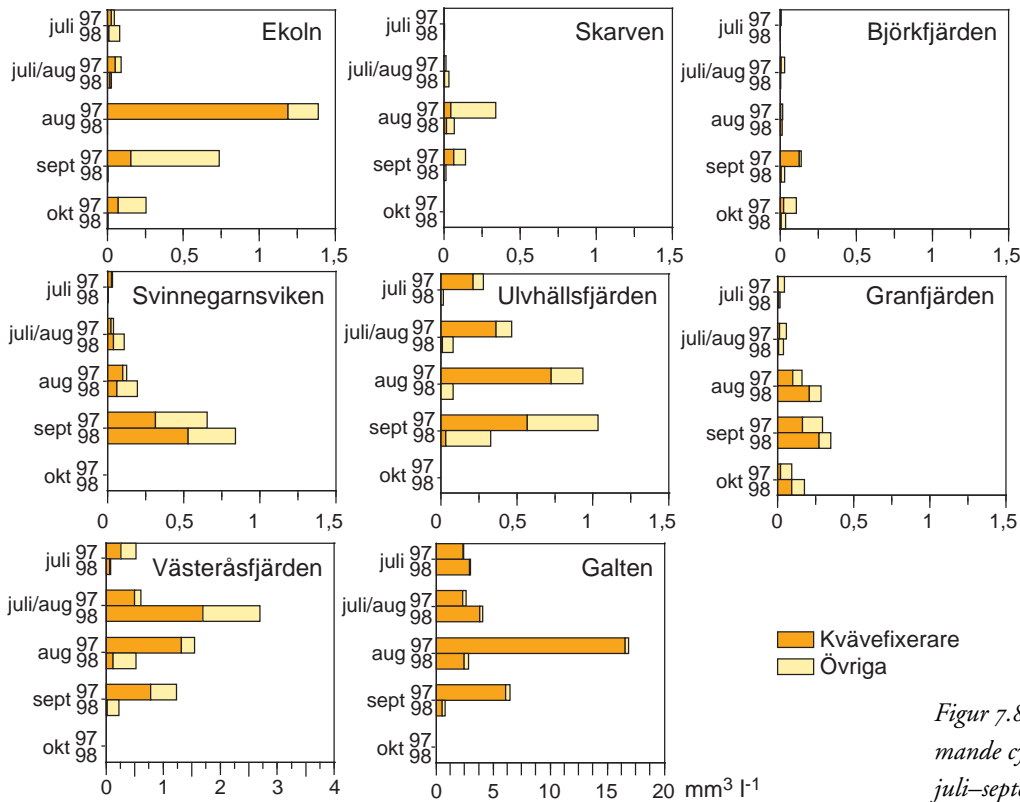 Ekoln
juli 97
98
juli/aug 97
98
aug 97
98
sept 97
98
okt 97
98
0 0,5 1 1,5
Skarven
juli 97
98
juli/aug 97
98
aug 97
98
sept 97
98
okt 97
98
0 0,5 1 1,5
Björkfjärden
juli 97
98
juli/aug 97
98
aug 97
98
sept 97
98
okt 97
98
0 0,5 1 1,5
Svinnegarnsviken
juli 97
98
juli/aug 97
98
aug 97
98
sept 97
98
okt 97
98
0 0,5 1 1,5
Ulvhällsfjärden
juli 97
98
juli/aug 97
98
aug 97
98
sept 97
98
okt 97
98
0 0,5 1 1,5
Granfjärden
juli 97
98
juli/aug 97
98
aug 97
98
sept 97
98
okt 97
98
0 0,5 1 1,5
Västeråsfjärden
juli 97
98
juli/aug 97
98
aug 97
98
sept 97
98
okt 97
98
0 1 2 3 4
Galten
juli 97
98
juli/aug 97
98
aug 97
98
sept 97
98
okt 97
98
0 5 10 15 20 mm³ l⁻¹
Kvävefixerare
Övriga
Figur 7.8
mande
juli–sept